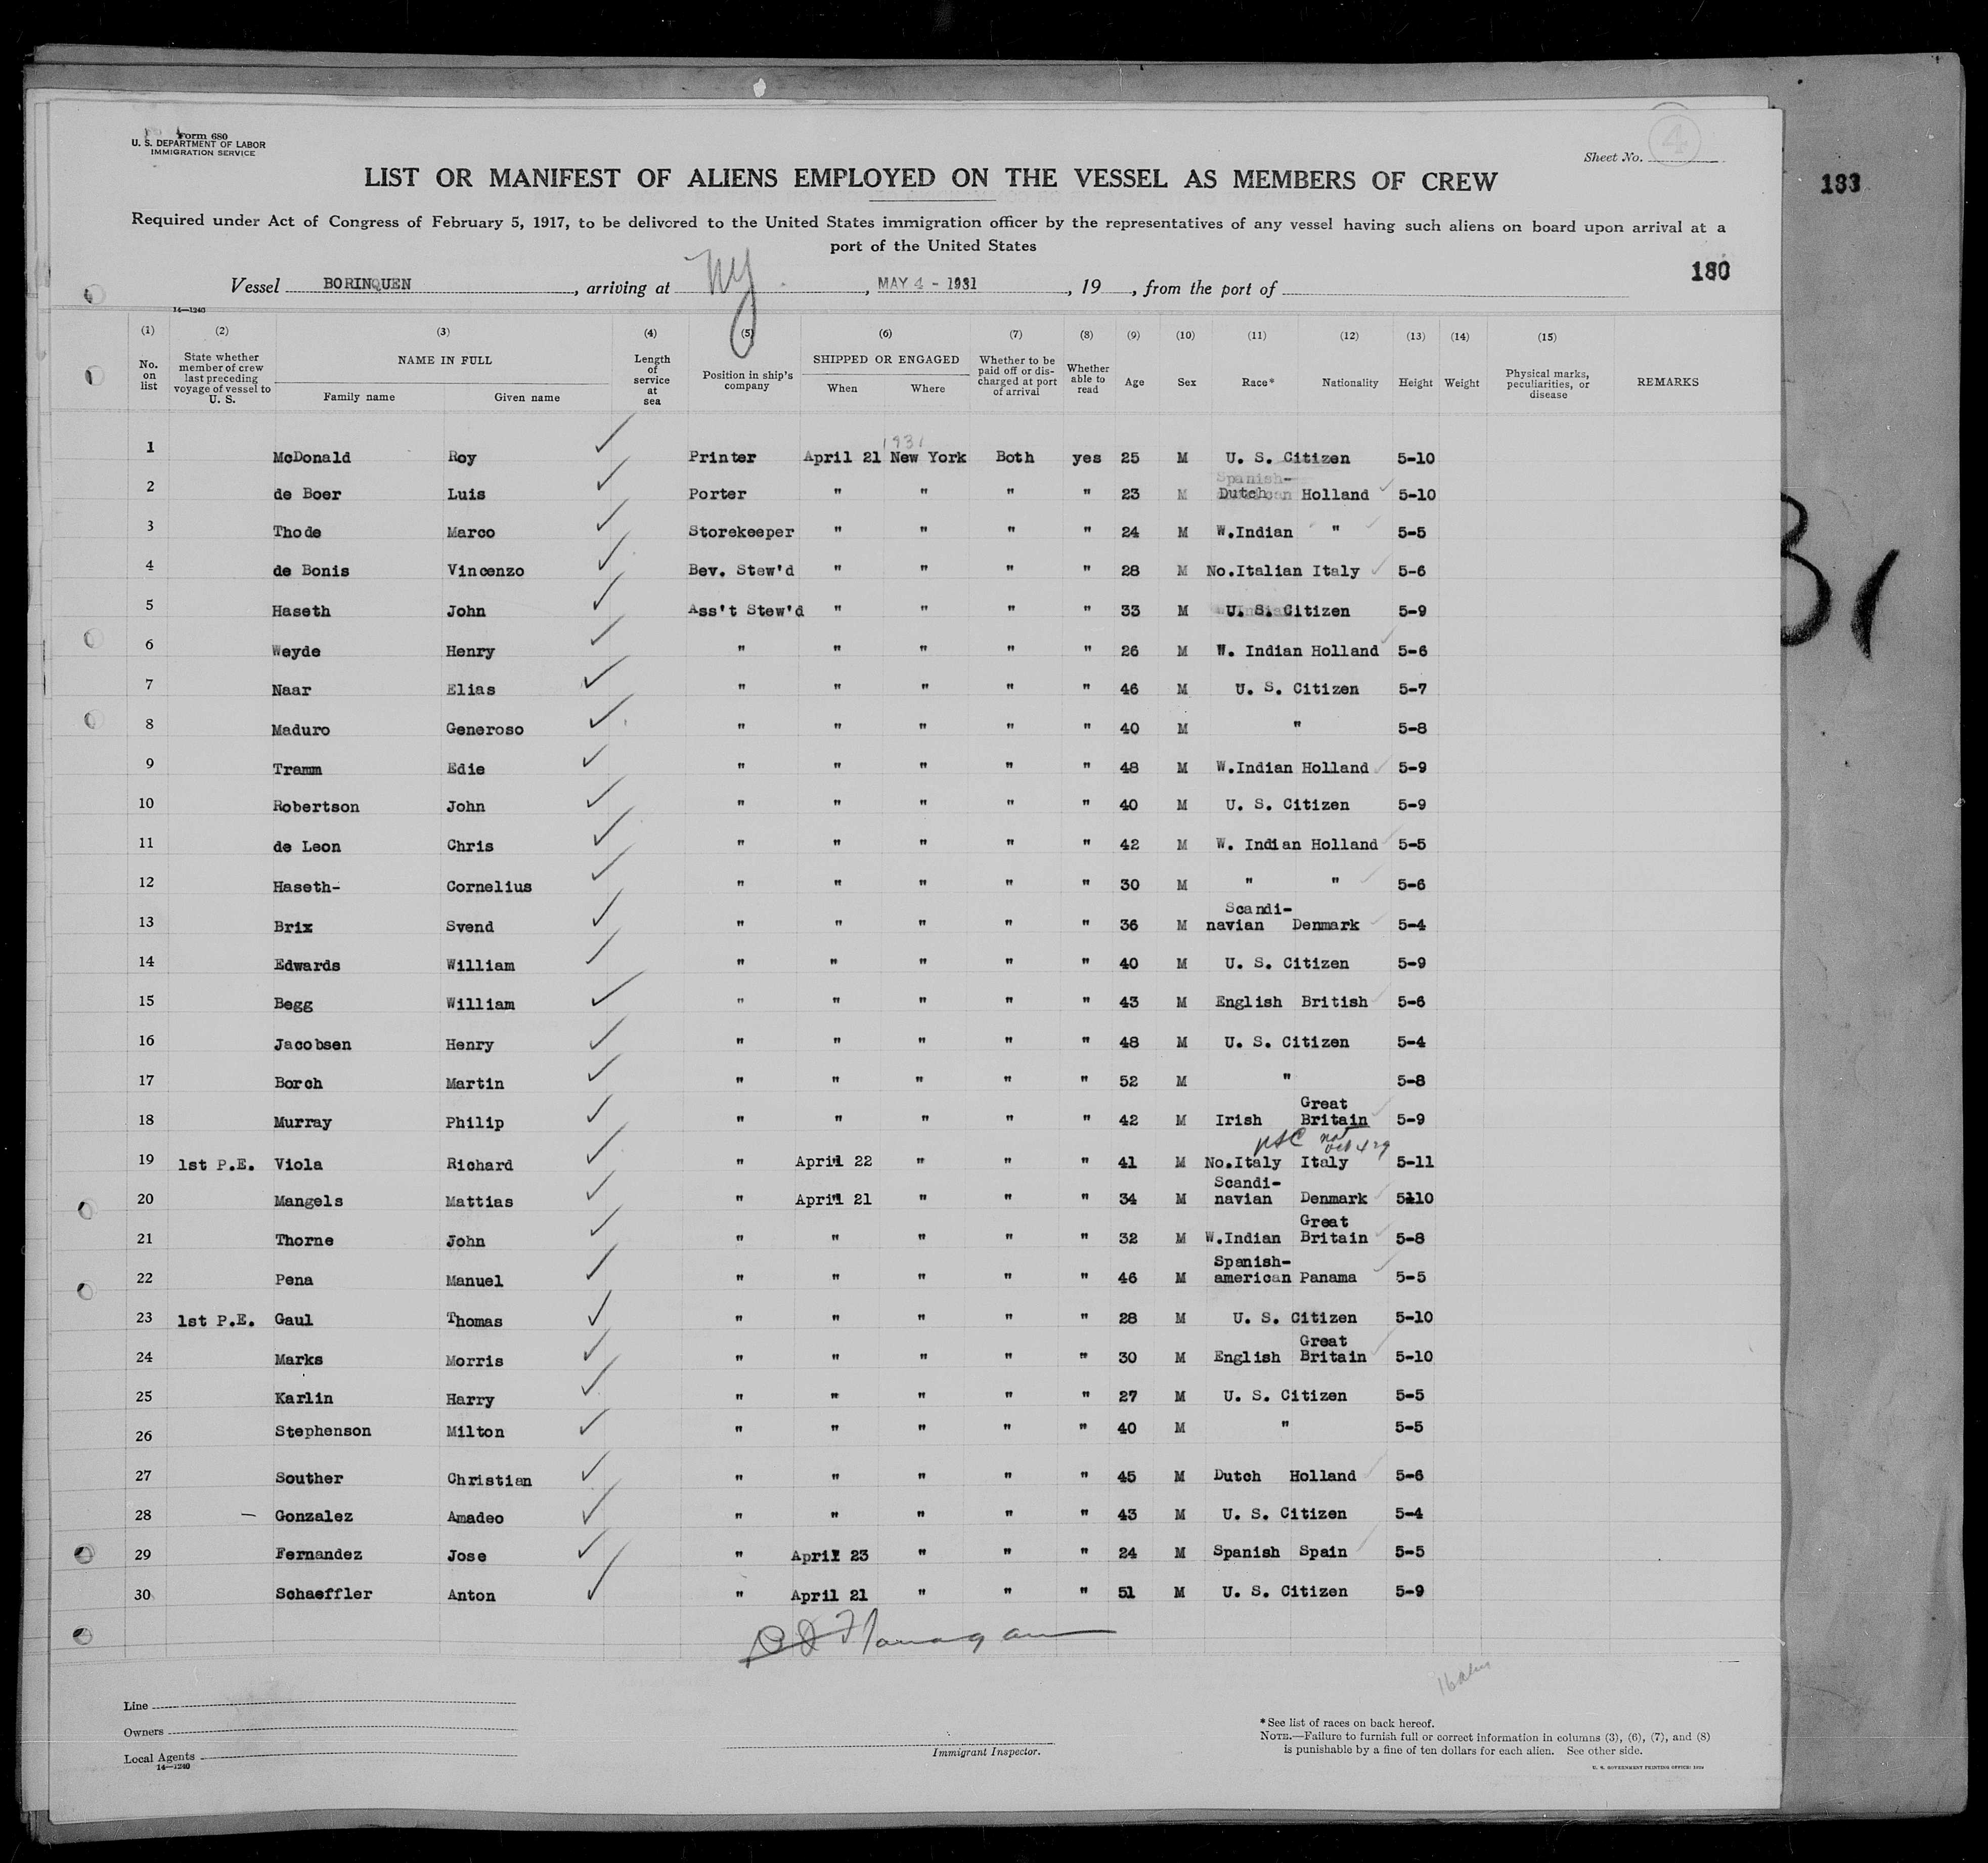 Form 680
U. S. DEPARTMENT OF LABOR
IMMIGRATION SERVICE
4
Sheet No.
LIST OR MANIFEST OF ALIENS EMPLOYED ON THE VESSEL AS MEMBERS OF CREW
183
Required under Act of Congress of February 5, 1917, to be delivered to the United States immigration officer by the representatives of any vessel having such aliens on board upon arrival at a
port of the United States
180
Vessel BORINQUEN, arriving at NY, MAY 4 - 1931, 19, from the port of
14—1240
(1) (2) (3) (4) (5) (6) (7) (8) (9) (10) (11) (12) (13) (14) (15)
No. on list State whether member of crew last preceding voyage of vessel to U. S. NAME IN FULL Family name Given name Length of service at sea Position in ship's company SHIPPED OR ENGAGED When Where Whether to be paid off or discharged at port of arrival Whether able to read Age Sex Race* Nationality Height Weight Physical marks, peculiarities, or disease REMARKS
1931
1 McDonald Roy Printer April 21 New York Both yes 25 M U. S. Citizen 5-10
2 de Boer Luis Porter " " " " 23 M Dutch Holland 5-10
3 Thode Marco Storekeeper " " " " 24 M W.Indian " 5-5
4 de Bonis Vincenzo Bev. Stew'd " " " " 28 M No.Italian Italy 5-6
5 Haseth John Ass't Stew'd " " " " 33 M U. S. Citizen 5-9
6 Weyde Henry " " " " " 26 M W. Indian Holland 5-6
7 Naar Elias " " " " " 46 M U. S. Citizen 5-7
8 Maduro Generoso " " " " " 40 M " 5-8
9 Tramm Edie " " " " " 48 M W.Indian Holland 5-9
10 Robertson John " " " " " 40 M U. S. Citizen 5-9
11 de Leon Chris " " " " " 42 M W. Indian Holland 5-5
12 Haseth- Cornelius " " " " " 30 M " " 5-6
13 Brix Svend " " " " " 36 M Scandi-navian Denmark 5-4
14 Edwards William " " " " " 40 M U. S. Citizen 5-9
15 Begg William " " " " " 43 M English British 5-6
16 Jacobsen Henry " " " " " 48 M U. S. Citizen 5-4
17 Borch Martin " " " " " 52 M " 5-8
18 Murray Philip " " " " " 42 M Irish Great Britain 5-9
USC nat Oct 4 29
19 1st P.E. Viola Richard " April 22 " " " 41 M No.Italy Italy 5-11
20 Mangels Mattias " April 21 " " " 34 M Scandi-navian Denmark 5-10
21 Thorne John " " " " " 32 M W.Indian Great Britain 5-8
22 Pena Manuel " " " " " 46 M Spanish-american Panama 5-5
23 1st P.E. Gaul Thomas " " " " " 28 M U. S. Citizen 5-10
24 Marks Morris " " " " " 30 M English Great Britain 5-10
25 Karlin Harry " " " " " 27 M U. S. Citizen 5-5
26 Stephenson Milton " " " " " 40 M " 5-5
27 Souther Christian " " " " " 45 M Dutch Holland 5-6
28 — Gonzalez Amadeo " " " " " 43 M U. S. Citizen 5-4
29 Fernandez Jose " April 23 " " " 24 M Spanish Spain 5-5
30 Schaeffler Anton " April 21 " " " 51 M U. S. Citizen 5-9
Flanagan
Line
Owners
Local Agents
14—1240
Immigrant Inspector.
*See list of races on back hereof.
NOTE.—Failure to furnish full or correct information in columns (3), (6), (7), and (8)
is punishable by a fine of ten dollars for each alien. See other side.